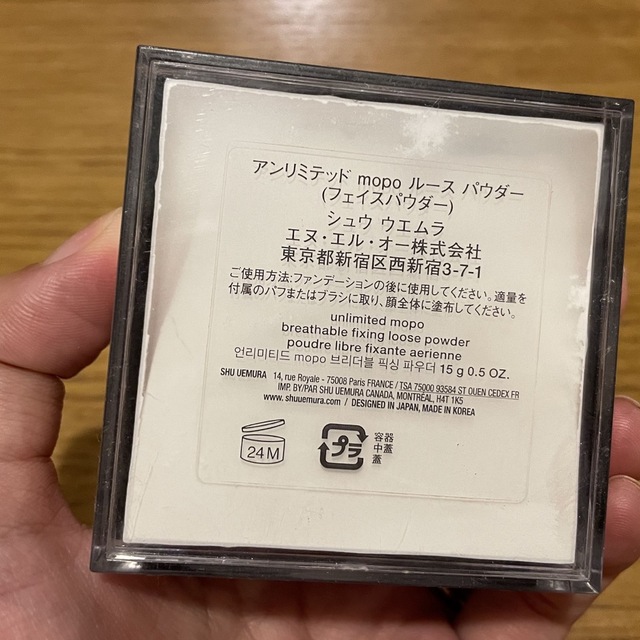 アンリミテッド mopo ルース パウダー
(フェイスパウダー)
シュウ ウエムラ
エヌ・エル・オー株式会社
東京都新宿区西新宿3-7-1
ご使用方法:ファンデーションの後に使用してください。適量を
付属のパフまたはブラシに取り、顔全体に塗布してください。
unlimited mopo
breathable fixing loose powder
poudre libre fixante aerienne
언리미티드 mopo 브리더블 픽싱 파우더 15 g 0.5 OZ.
SHU UEMURA 14, rue Royale - 75008 Paris FRANCE / TSA 75000 93584 ST OUEN CEDEX FR
IMP. BY/PAR SHU UEMURA CANADA, MONTRÉAL, H4T 1K5
www.shuuemura.com / DESIGNED IN JAPAN, MADE IN KOREA
24M
プラ
容器
中蓋
蓋